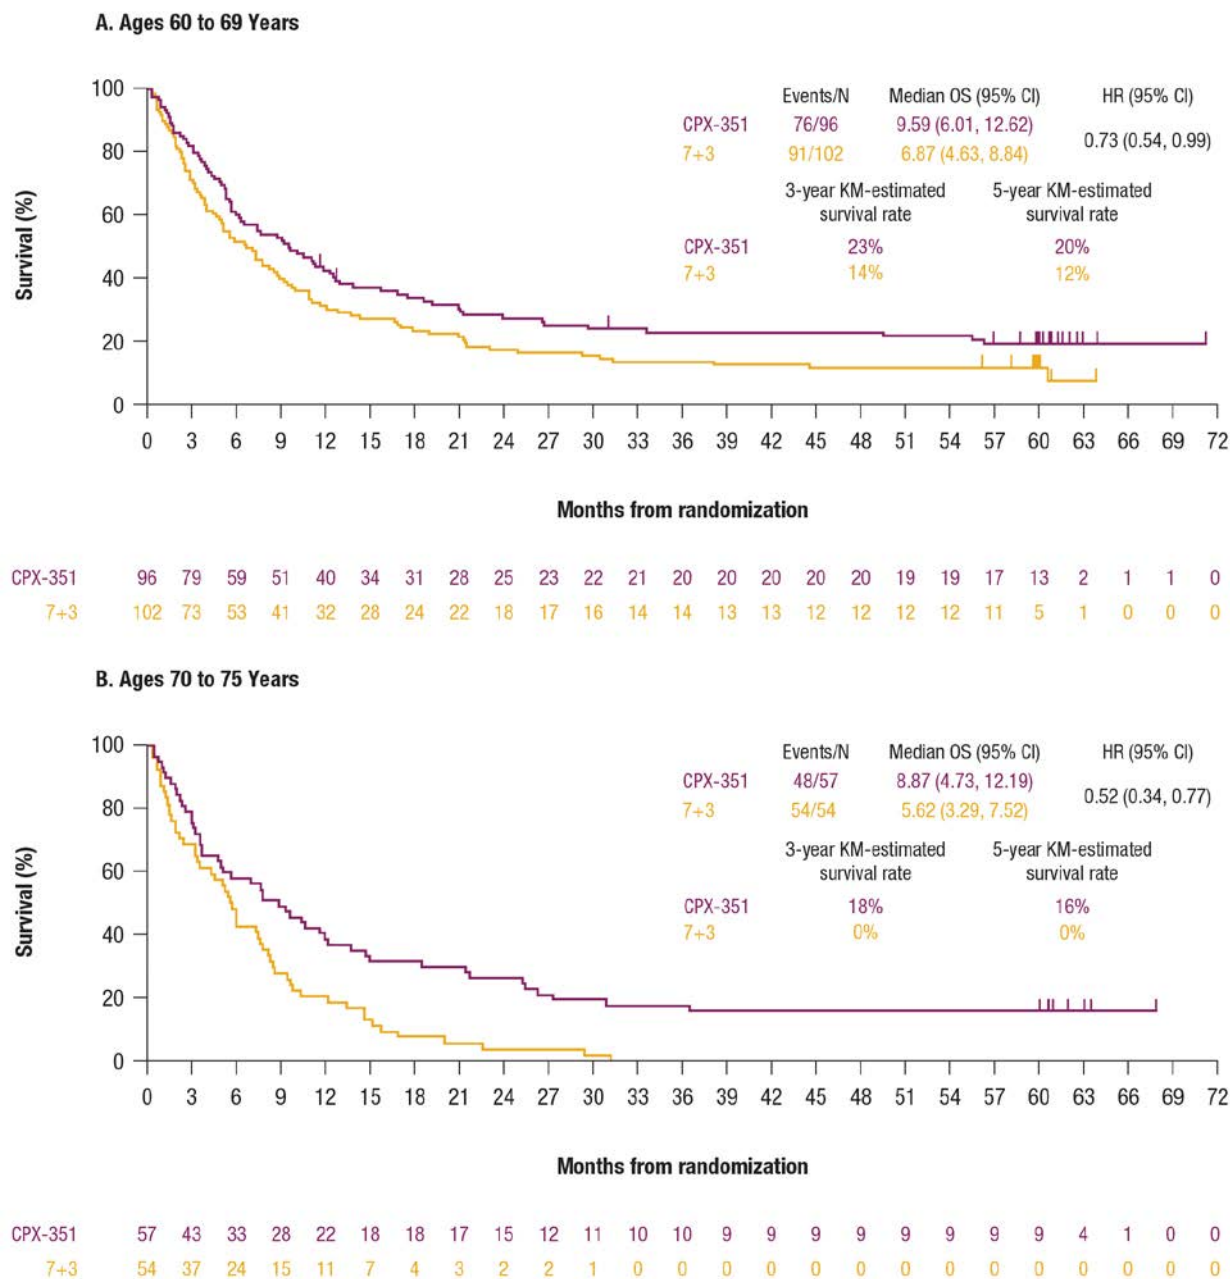 A. Ages 60 to 69 Years
Events/N Median OS (95% CI) HR (95% CI)
CPX-351 76/96 9.59 (6.01, 12.62)
0.73 (0.54, 0.99)
7+3 91/102 6.87 (4.63, 8.84)
3-year KM-estimated 5-year KM-estimated
survival rate survival rate
CPX-351 23% 20%
7+3 14% 12%
Survival (%)
100
80
60
40
20
0
0 3 6 9 12 15 18 21 24 27 30 33 36 39 42 45 48 51 54 57 60 63 66 69 72
Months from randomization
CPX-351 96 79 59 51 40 34 31 28 25 23 22 21 20 20 20 20 20 19 19 17 13 2 1 1 0
7+3 102 73 53 41 32 28 24 22 18 17 16 14 14 13 13 12 12 12 12 11 5 1 0 0 0
B. Ages 70 to 75 Years
Events/N Median OS (95% CI) HR (95% CI)
CPX-351 48/57 8.87 (4.73, 12.19)
0.52 (0.34, 0.77)
7+3 54/54 5.62 (3.29, 7.52)
3-year KM-estimated 5-year KM-estimated
survival rate survival rate
CPX-351 18% 16%
7+3 0% 0%
Survival (%)
100
80
60
40
20
0
0 3 6 9 12 15 18 21 24 27 30 33 36 39 42 45 48 51 54 57 60 63 66 69 72
Months from randomization
CPX-351 57 43 33 28 22 18 18 17 15 12 11 10 10 9 9 9 9 9 9 9 9 4 1 0 0
7+3 54 37 24 15 11 7 4 3 2 2 1 0 0 0 0 0 0 0 0 0 0 0 0 0 0